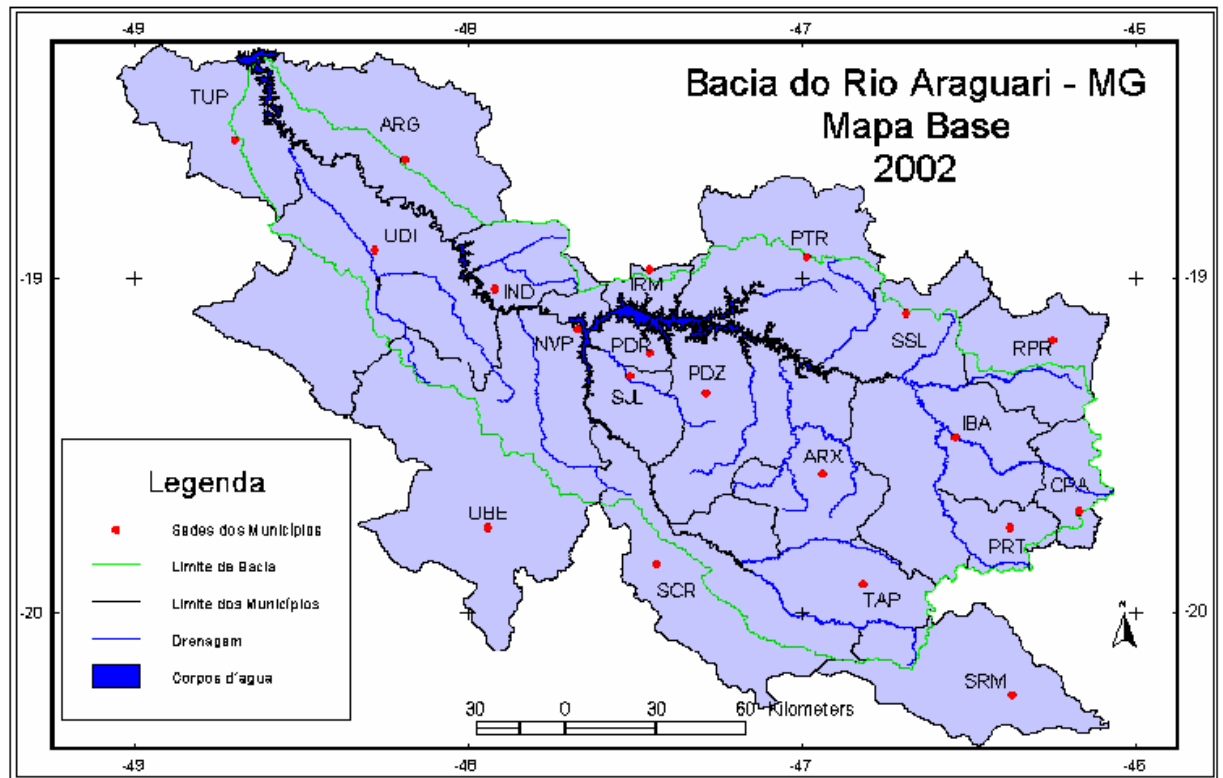 -49 -48 -47 -46
Bacia do Rio Araguari - MG
Mapa Base
2002
TUP
ARG
UDI
PTR
-19 -19
IND
IRM
NVP
PDR
SSL
RPR
PDZ
SJL
IBA
ARX
CPA
UBE
PRT
SCR
TAP
-20 -20
N
SRM
Legenda
Sedes dos Municípios
Limite da Bacia
Limite dos Municípios
Drenagem
Corpos d'agua
30 0 30 60 Kilometers
-49 -48 -47 -46